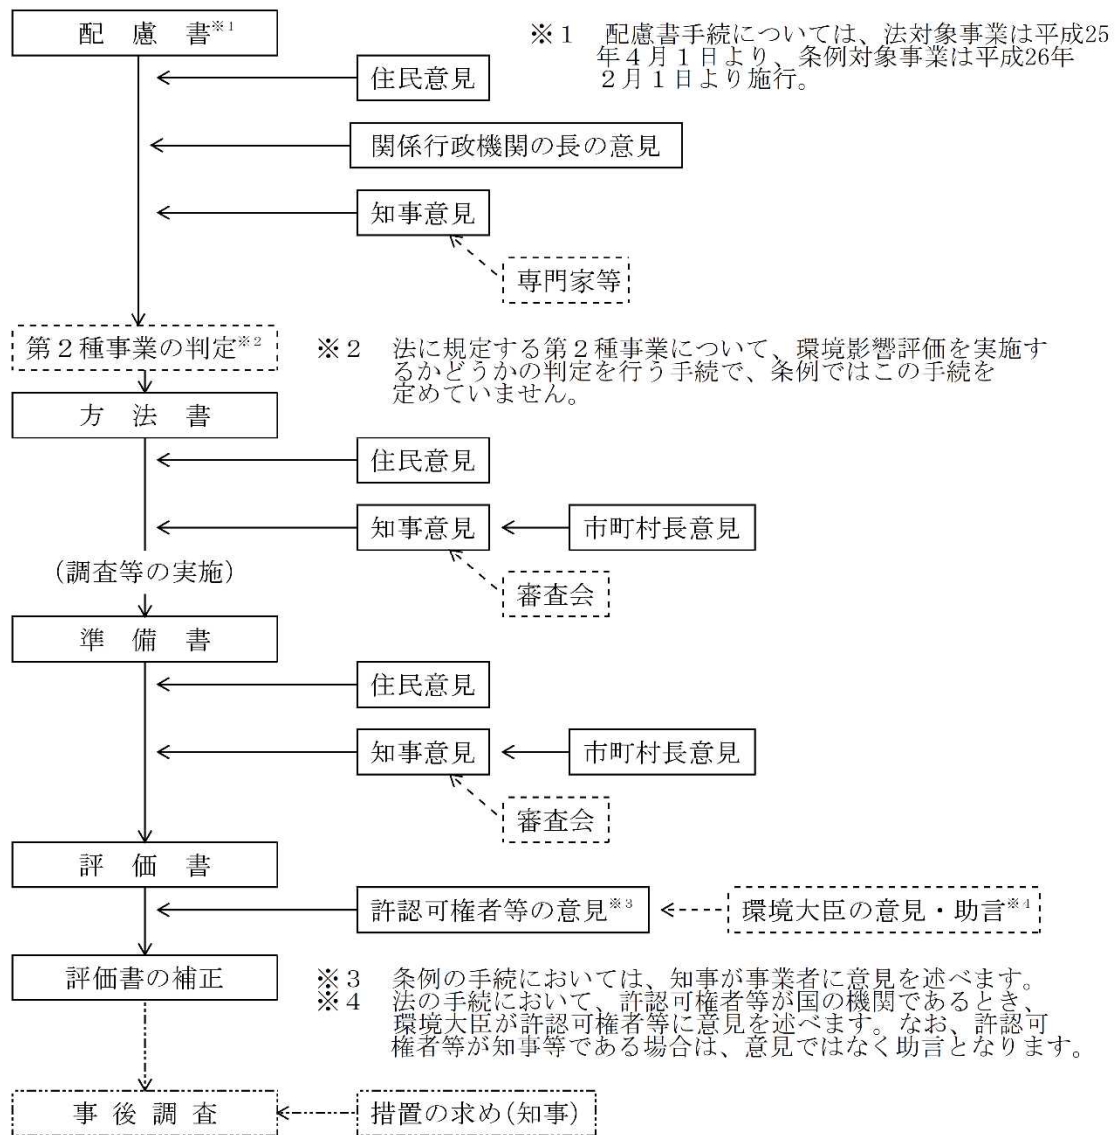 配 慮 書※1
※1 配慮書手続については、法対象事業は平成25
年4月1日より、条例対象事業は平成26年
2月1日より施行。
住民意見
関係行政機関の長の意見
知事意見
専門家等
第2種事業の判定※2
※2 法に規定する第2種事業について、環境影響評価を実施す
るかどうかの判定を行う手続で、条例ではこの手続を
定めていません。
方 法 書
住民意見
知事意見
市町村長意見
(調査等の実施)
審査会
準 備 書
住民意見
知事意見
市町村長意見
審査会
評 価 書
許認可権者等の意見※3
環境大臣の意見・助言※4
評価書の補正
※3 条例の手続においては、知事が事業者に意見を述べます。
※4 法の手続において、許認可権者等が国の機関であるとき、
環境大臣が許認可権者等に意見を述べます。なお、許認可
権者等が知事等である場合は、意見ではなく助言となります。
事 後 調 査
措置の求め(知事)